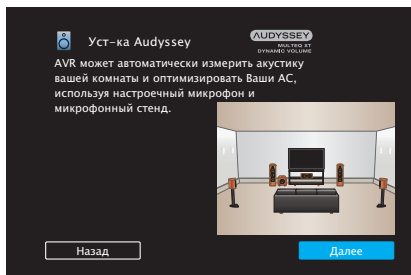 Уст-ка Audyssey
AUDYSSEY
MULTEQ XT
DYNAMIC VOLUME
AVR может автоматически измерить акустику
вашей комнаты и оптимизировать Ваши АС,
используя настроечный микрофон и
микрофонный стенд.
Назад
Далее